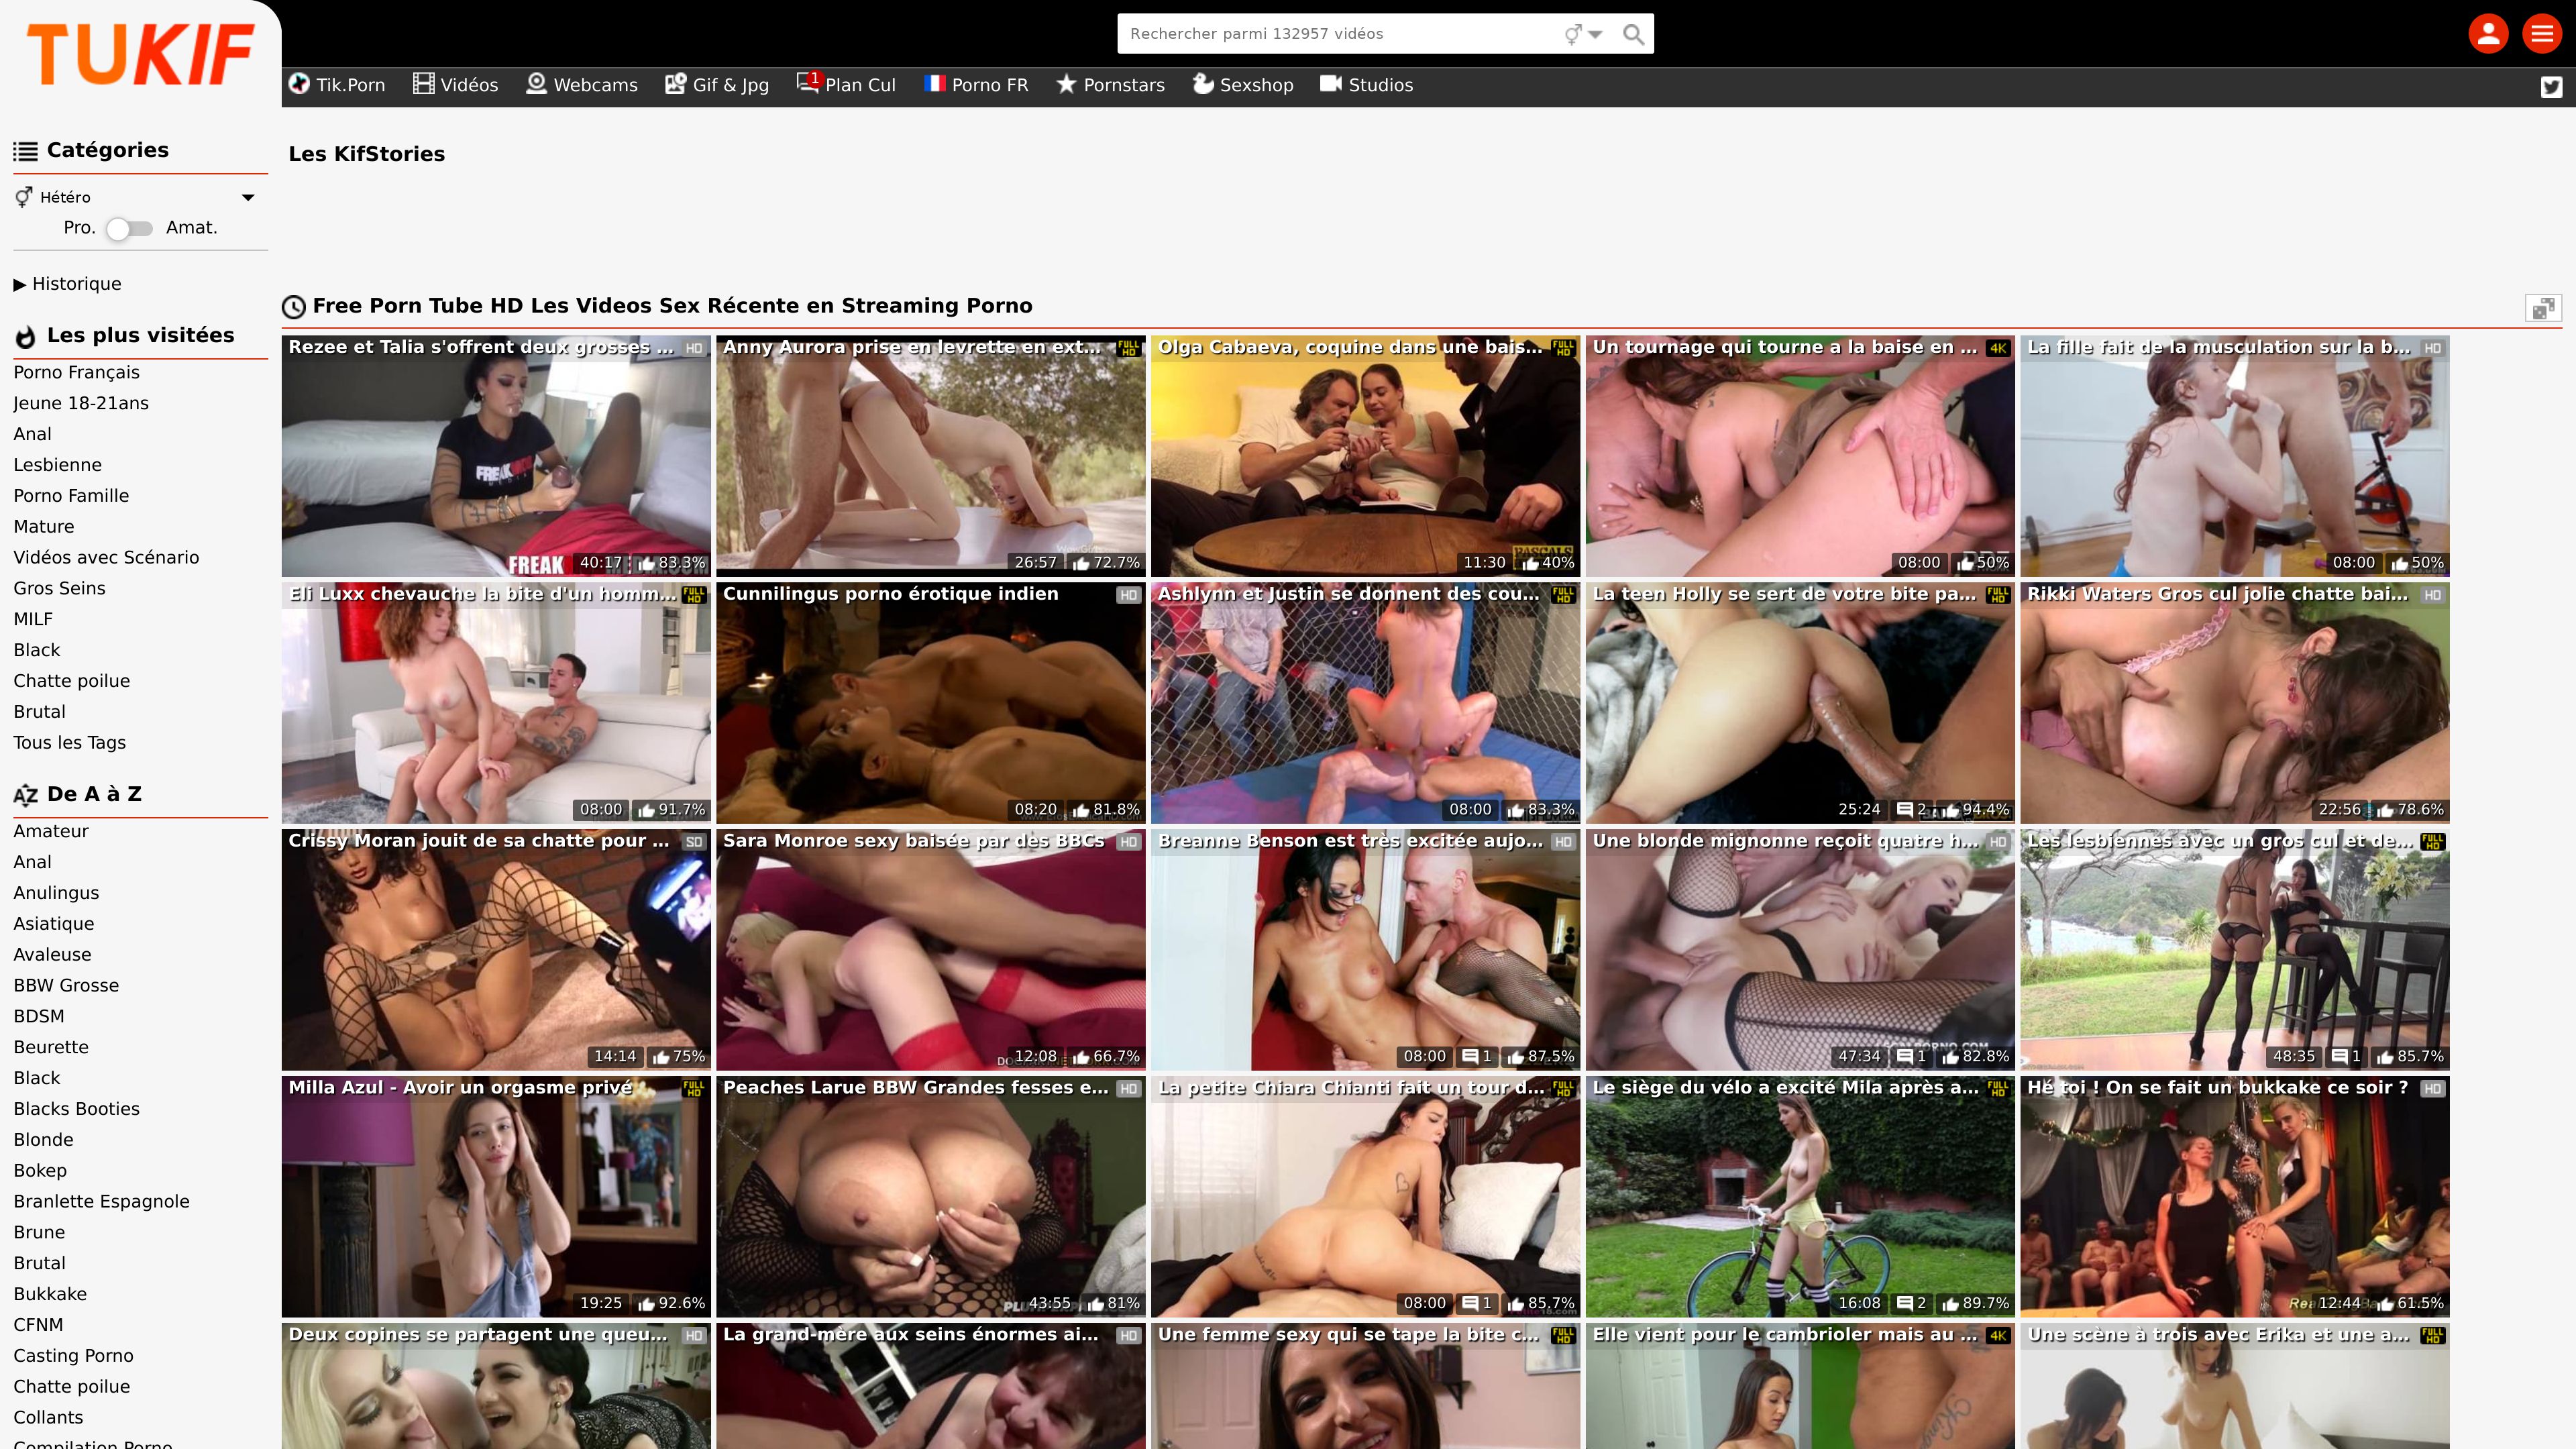 TUKIF
Rechercher parmi 132957 vidéos
Tik.Porn
Vidéos
Webcams
Gif & Jpg
1
Plan Cul
Porno FR
Pornstars
Sexshop
Studios
Catégories
Hétéro
Pro.
Amat.
▶ Historique
Les plus visitées
Porno Français
Jeune 18-21ans
Anal
Lesbienne
Porno Famille
Mature
Vidéos avec Scénario
Gros Seins
MILF
Black
Chatte poilue
Brutal
Tous les Tags
AZ
De A à Z
Amateur
Anal
Anulingus
Asiatique
Avaleuse
BBW Grosse
BDSM
Beurette
Black
Blacks Booties
Blonde
Bokep
Branlette Espagnole
Brune
Brutal
Bukkake
CFNM
Casting Porno
Chatte poilue
Collants
Compilation Porno
Les KifStories
Free Porn Tube HD Les Videos Sex Récente en Streaming Porno
Rezee et Talia s'offrent deux grosses ...
HD
FREAK
40:17
83.3%
Anny Aurora prise en levrette en ext...
FULL HD
26:57
72.7%
Olga Cabaeva, coquine dans une bais...
FULL HD
11:30
40%
Un tournage qui tourne a la baise en ...
4K
08:00
50%
La fille fait de la musculation sur la b...
HD
08:00
50%
Eli Luxx chevauche la bite d'un homm...
FULL HD
08:00
91.7%
Cunnilingus porno érotique indien
HD
08:20
81.8%
Ashlynn et Justin se donnent des cou...
FULL HD
08:00
83.3%
La teen Holly se sert de votre bite pa...
FULL HD
25:24
2
94.4%
Rikki Waters Gros cul jolie chatte bai...
HD
22:56
78.6%
Crissy Moran jouit de sa chatte pour ...
SD
14:14
75%
Sara Monroe sexy baisée par des BBCs
HD
12:08
66.7%
Breanne Benson est très excitée aujo...
HD
08:00
1
87.5%
Une blonde mignonne reçoit quatre h...
HD
47:34
1
82.8%
Les lesbiennes avec un gros cul et de...
FULL HD
48:35
1
85.7%
Milla Azul - Avoir un orgasme privé
FULL HD
19:25
92.6%
Peaches Larue BBW Grandes fesses e...
HD
43:55
81%
La petite Chiara Chianti fait un tour d...
FULL HD
08:00
1
85.7%
Le siège du vélo a excité Mila après a...
FULL HD
16:08
2
89.7%
Hé toi ! On se fait un bukkake ce soir ?
HD
12:44
61.5%
Deux copines se partagent une queu...
HD
La grand-mère aux seins énormes ai...
HD
Une femme sexy qui se tape la bite c...
FULL HD
Elle vient pour le cambrioler mais au ...
4K
Une scène à trois avec Erika et une a...
FULL HD